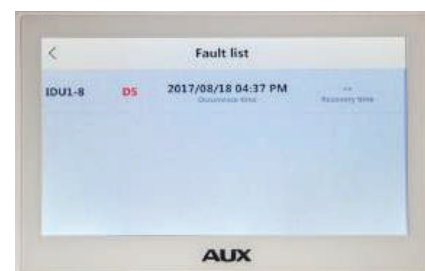 <
Fault list
IDU1-8 D5 2017/08/18 04:37 PM --
Occurrence time Recovery time
AUX